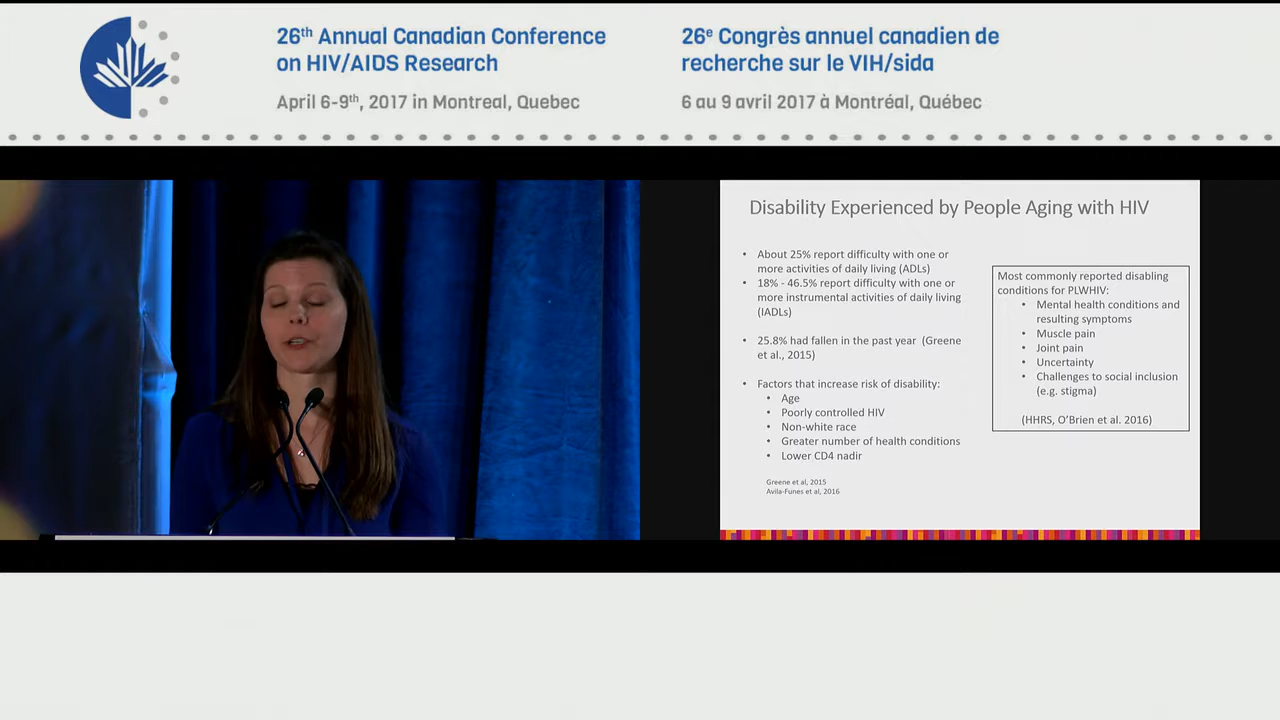 26th Annual Canadian Conference
on HIV/AIDS Research
April 6-9th, 2017 in Montreal, Quebec
26e Congrès annuel canadien de
recherche sur le VIH/sida
6 au 9 avril 2017 à Montréal, Québec
Disability Experienced by People Aging with HIV
• About 25% report difficulty with one or
more activities of daily living (ADLs)
• 18% - 46.5% report difficulty with one or
more instrumental activities of daily living
(IADLs)
• 25.8% had fallen in the past year (Greene
et al., 2015)
• Factors that increase risk of disability:
• Age
• Poorly controlled HIV
• Non-white race
• Greater number of health conditions
• Lower CD4 nadir
Greene et al, 2015
Avila-Funes et al, 2016
Most commonly reported disabling
conditions for PLWHIV:
• Mental health conditions and
resulting symptoms
• Muscle pain
• Joint pain
• Uncertainty
• Challenges to social inclusion
(e.g. stigma)
(HHRS, O'Brien et al. 2016)